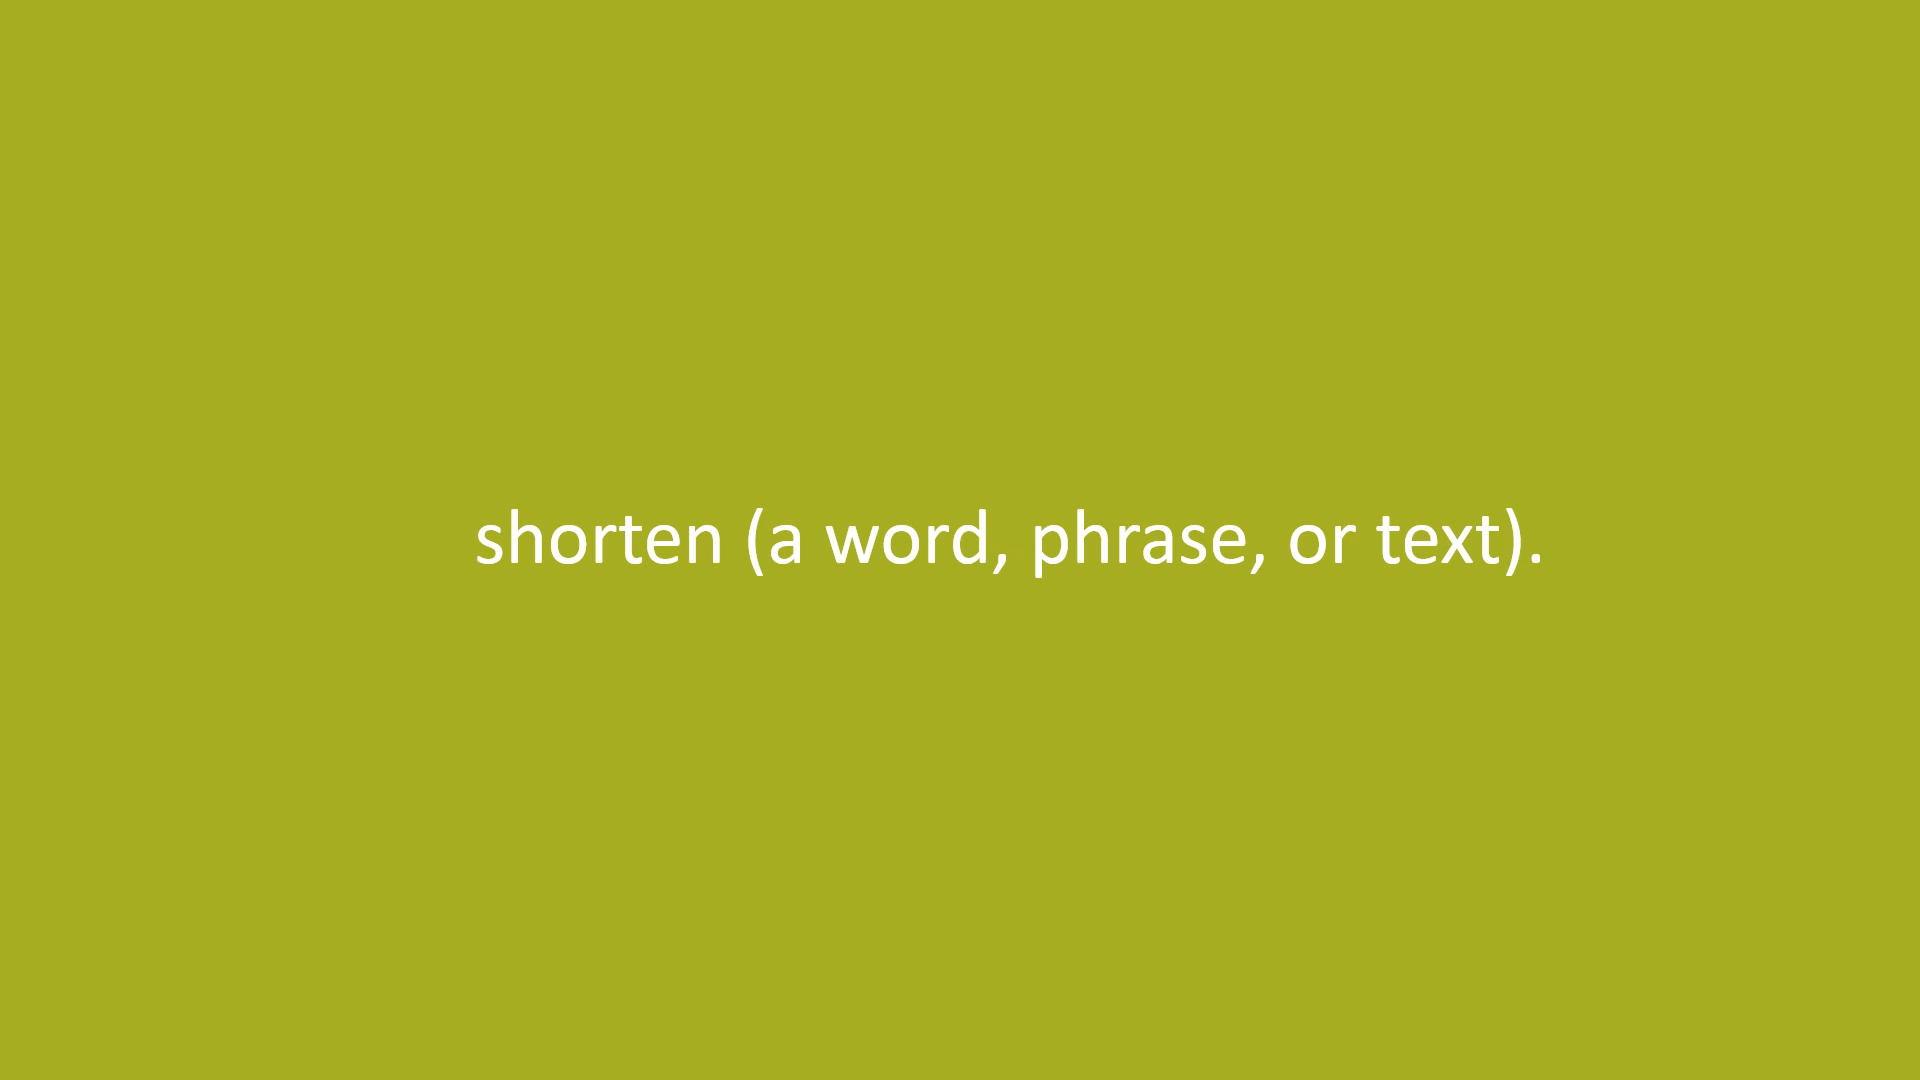 shorten (a word, phrase, or text).